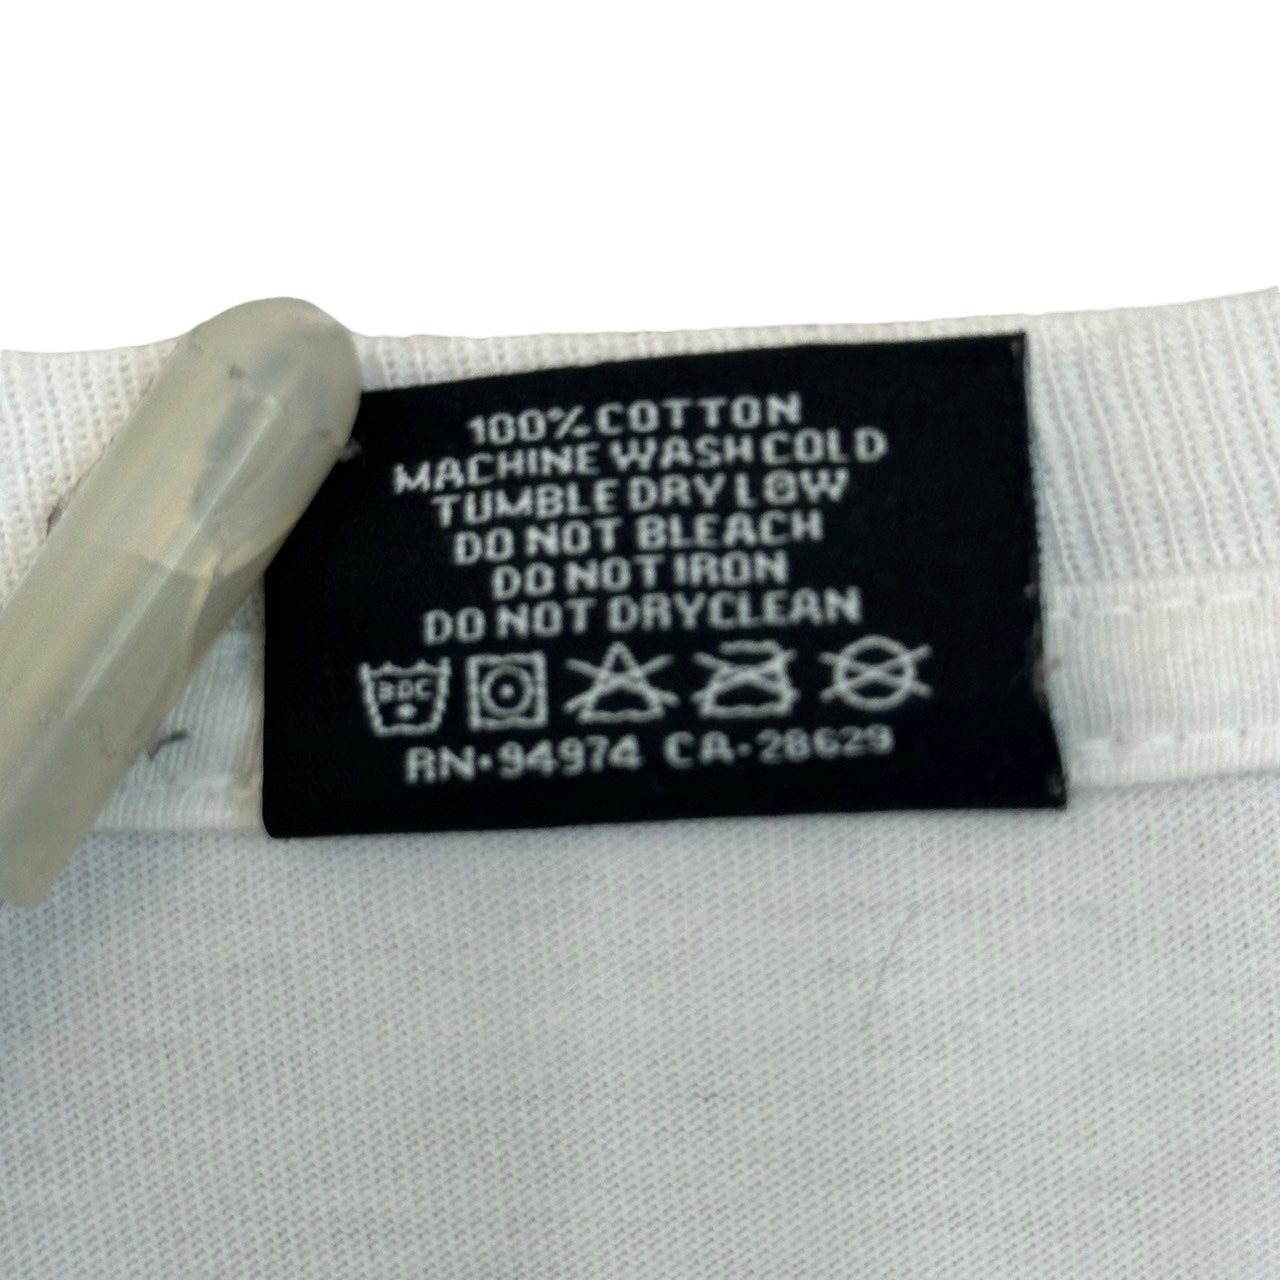 100% COTTON
MACHINE WASH COLD
TUMBLE DRY LOW
DO NOT BLEACH
DO NOT IRON
DO NOT DRYCLEAN
30C
RN·94974 CA·28629